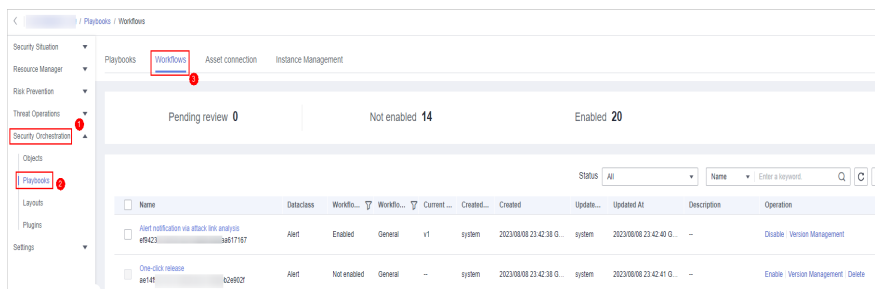 / Playbooks / Workflows
Security Situation
Resource Manager
Risk Prevention
Threat Operations
1
Security Orchestration
Objects
Playbooks 2
Layouts
Plugins
Settings
Playbooks Workflows Asset connection Instance Management
3
Pending review 0 Not enabled 14 Enabled 20
Status All Name Enter a keyword.
Name Dataclass Workflo... Workflo... Current ... Created... Created Update... Updated At Description Operation
Alert notification via attack link analysis
ef9423 aa617167
Alert Enabled General v1 system 2023/08/08 23:42:38 G... system 2023/08/08 23:42:40 G... -- Disable Version Management
One-click release
ae14f b2e902f
Alert Not enabled General -- system 2023/08/08 23:42:38 G... system 2023/08/08 23:42:41 G... -- Enable Version Management Delete